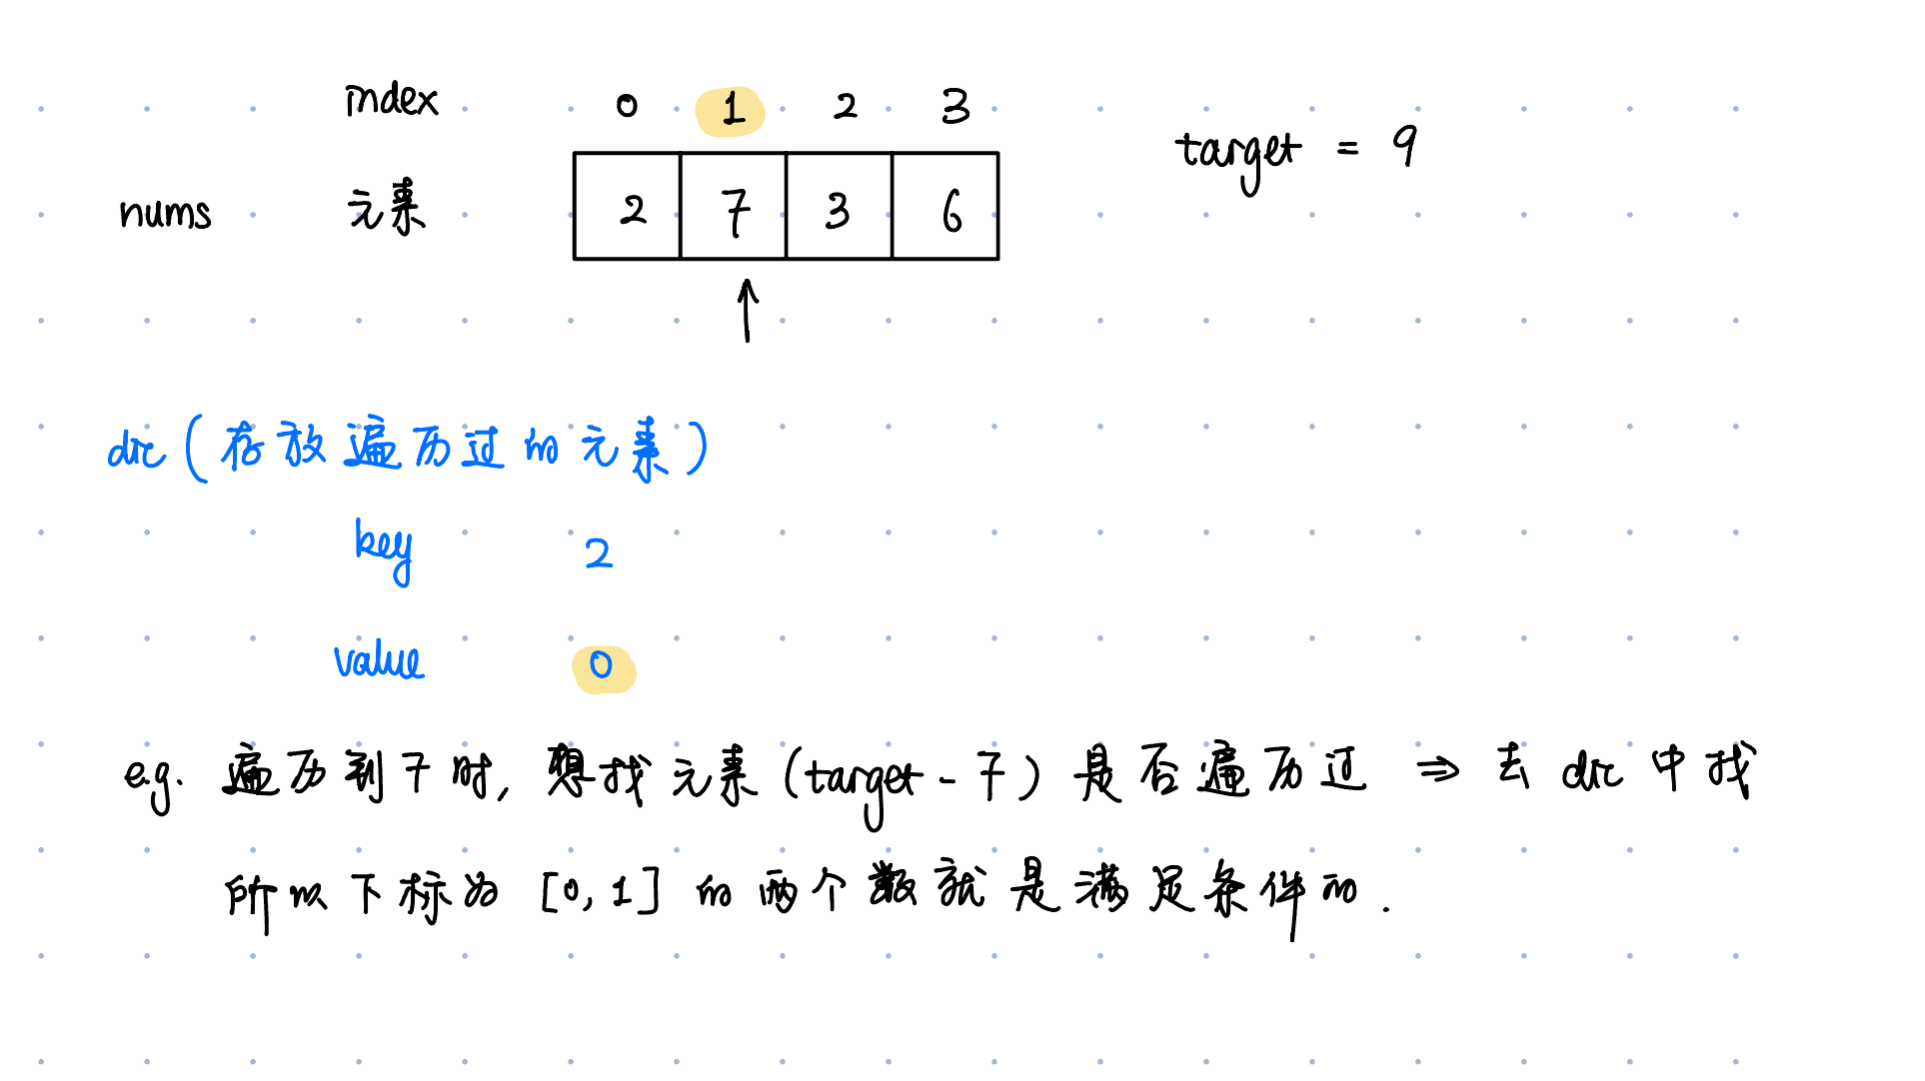 index 0 1 2 3
target = 9
nums 元素 2 7 3 6
dic (存放遍历过的元素)
key 2
value 0
e.g. 遍历到7时, 想找元素 (target - 7) 是否遍历过 ⇒ 去 dic 中找
所以下标为 [0, 1] 的两个数就是满足条件的.